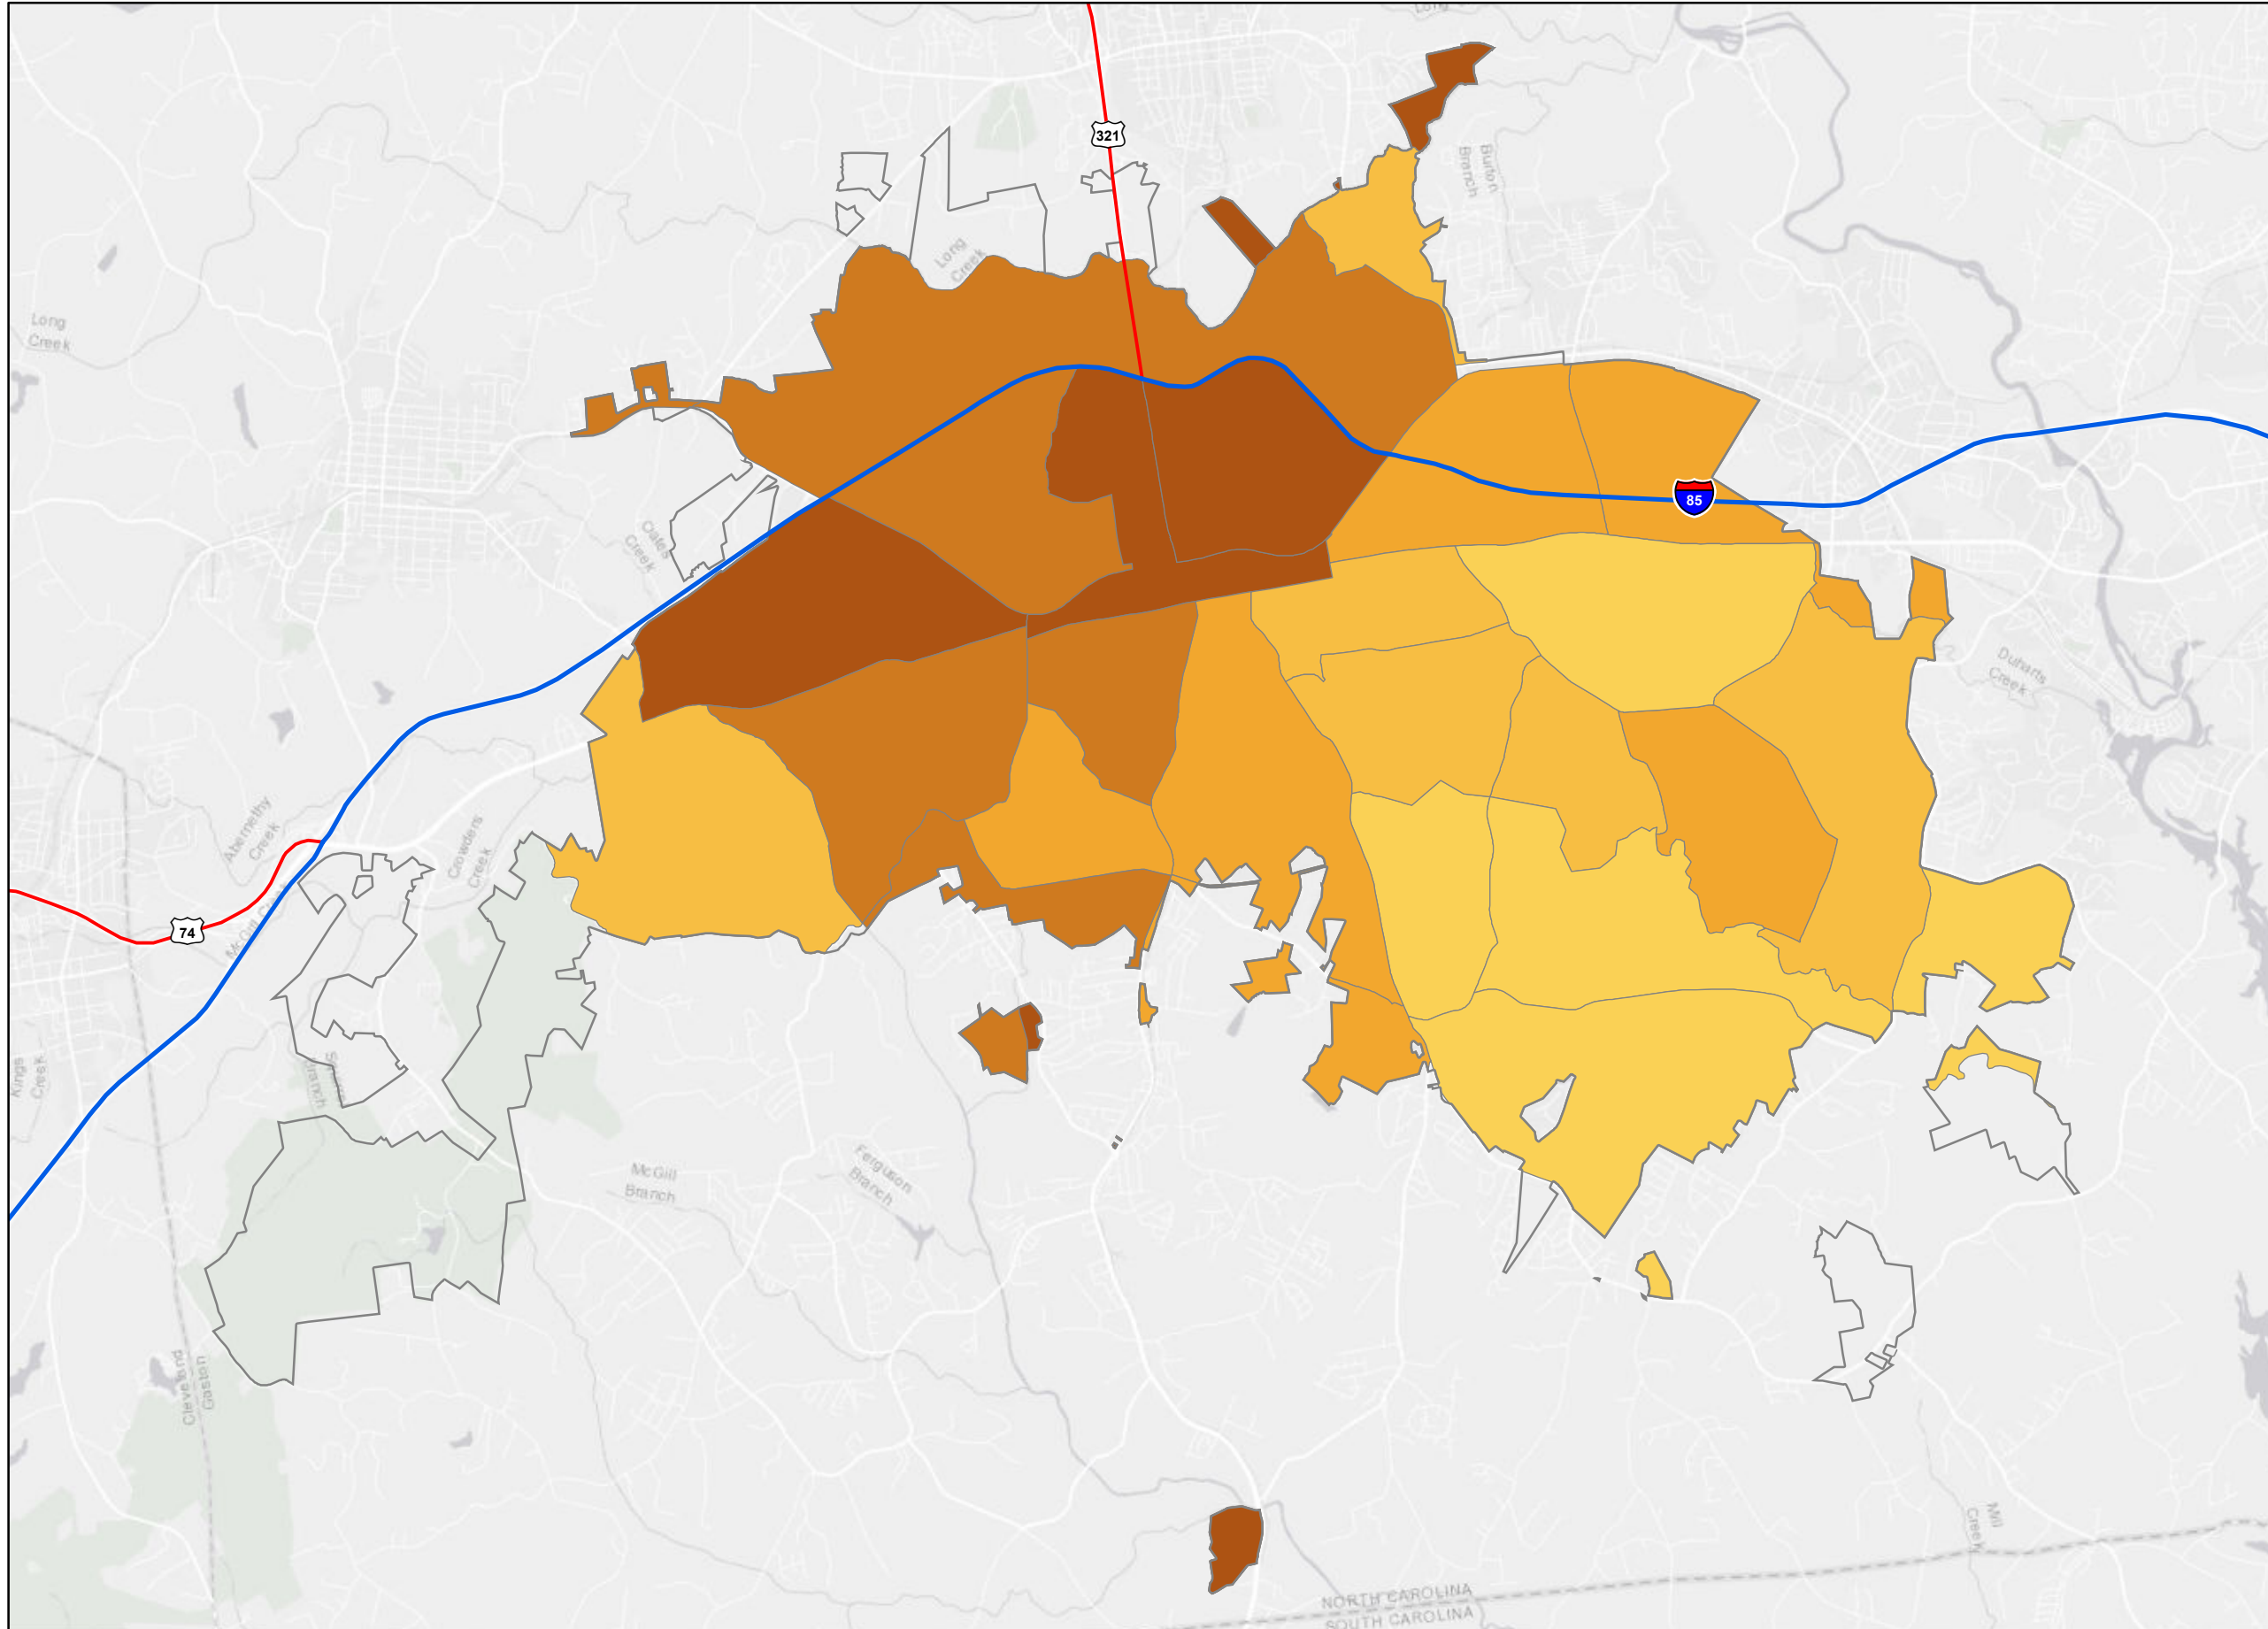 321
Burton
Branch
Long
Creek
Long
Creek
85
Oates
Creek
Duharts
Creek
Abernethy
Creek
Crowders
Creek
74
Kings
Creek
Branch
McGill
Branch
Ferguson
Branch
Cleveland
Gaston
Mill
Creek
NORTH CAROLINA
SOUTH CAROLINA